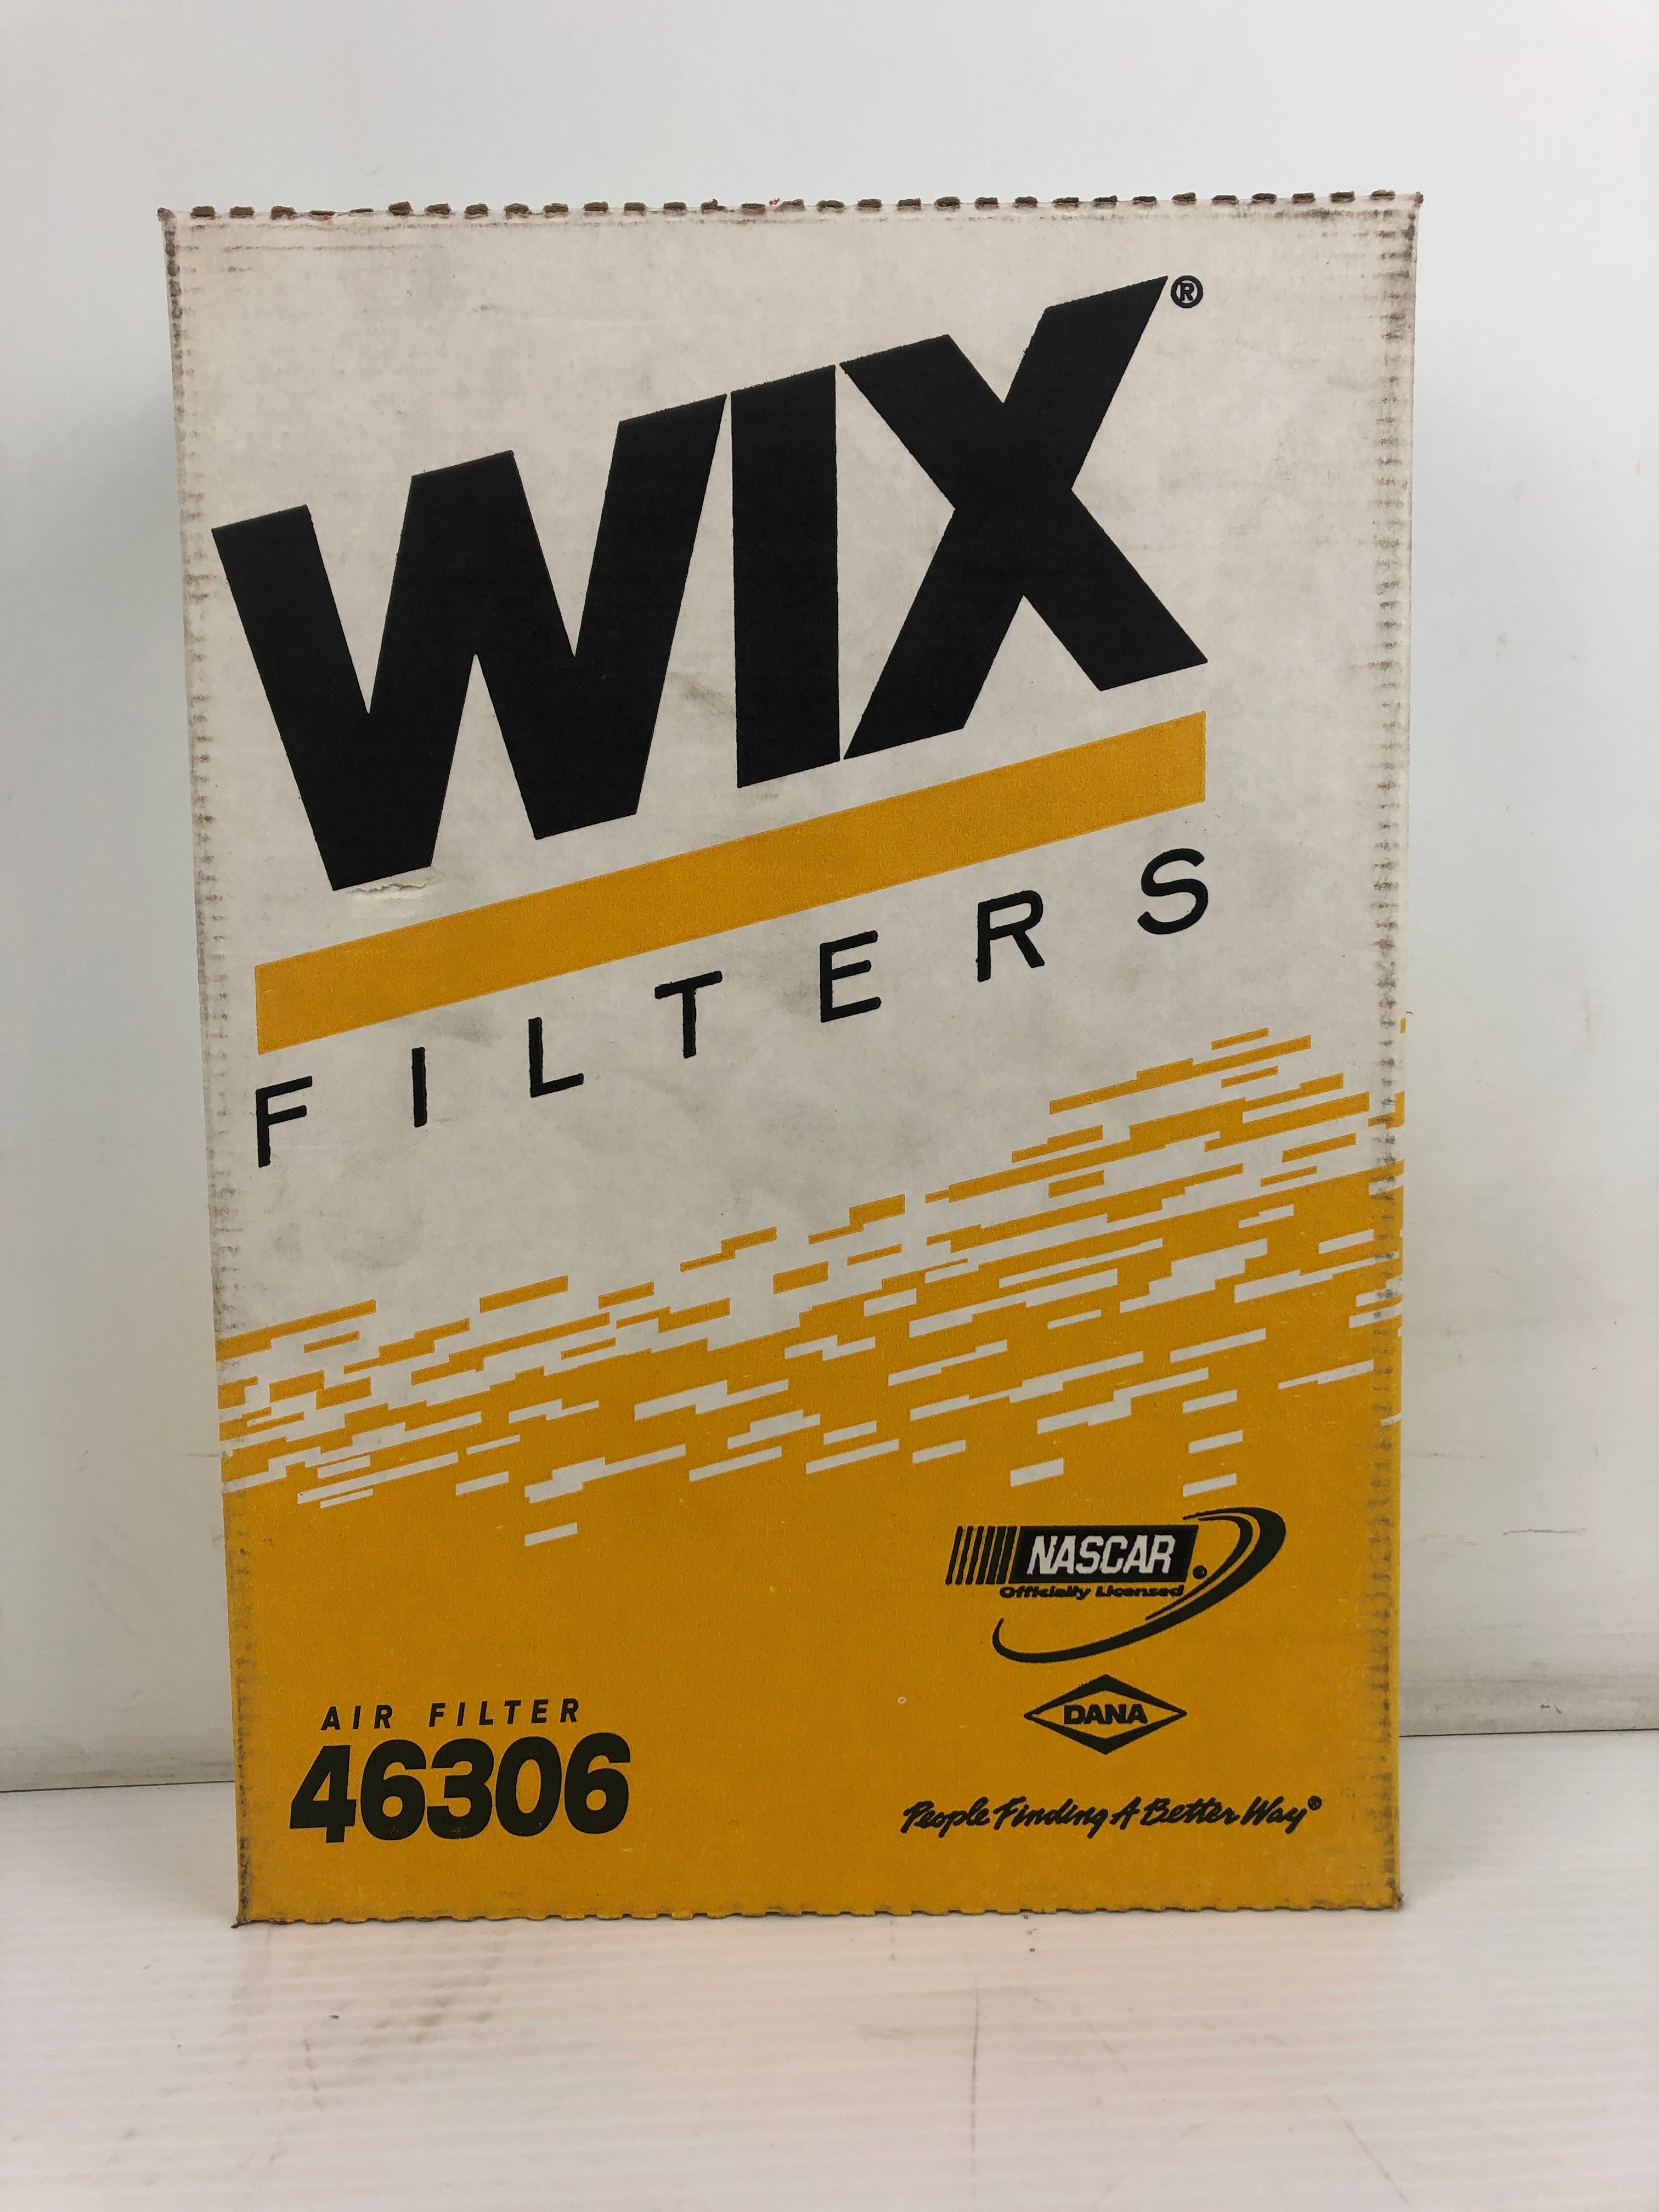 WIX®
FILTERS
NASCAR®
Officially Licensed
DANA
AIR FILTER
46306
People Finding A Better Way®